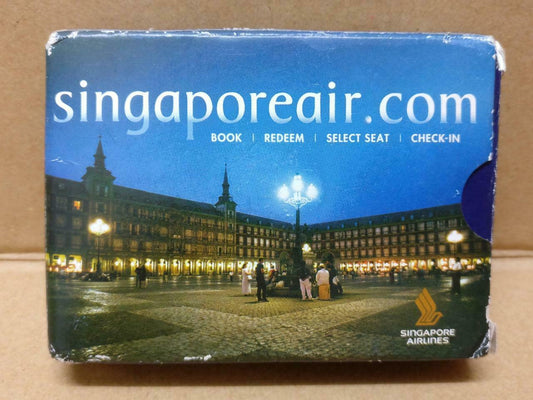 singaporeair.com
BOOK | REDEEM | SELECT SEAT | CHECK-IN
SINGAPORE
AIRLINES